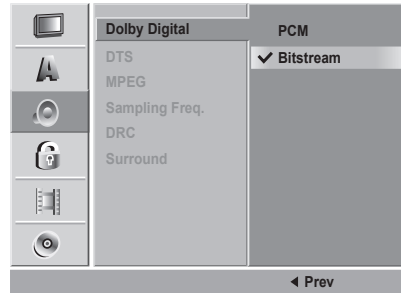 Dolby Digital
DTS
MPEG
Sampling Freq.
DRC
Surround
PCM
✔ Bitstream
◀ Prev